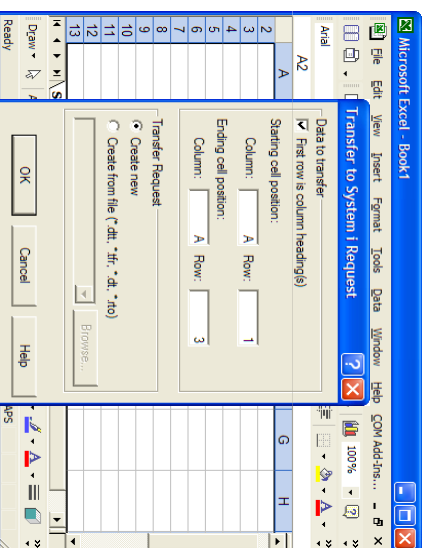 Microsoft Excel - Book1
File Edit View Insert Format Tools Data Window Help COM Add-Ins...
100%
Arial
A2
A G H
2
3
4
5
6
7
8
9
10
11
12
13
Transfer to System i Request
Data to transfer
First row is column heading(s)
Starting cell position:
Column: A Row: 1
Ending cell position:
Column: A Row: 3
Transfer Request
Create new
Create from file (*.dtt, *.tfr, *.dt, *.rto)
Browse...
OK Cancel Help
Draw
Ready